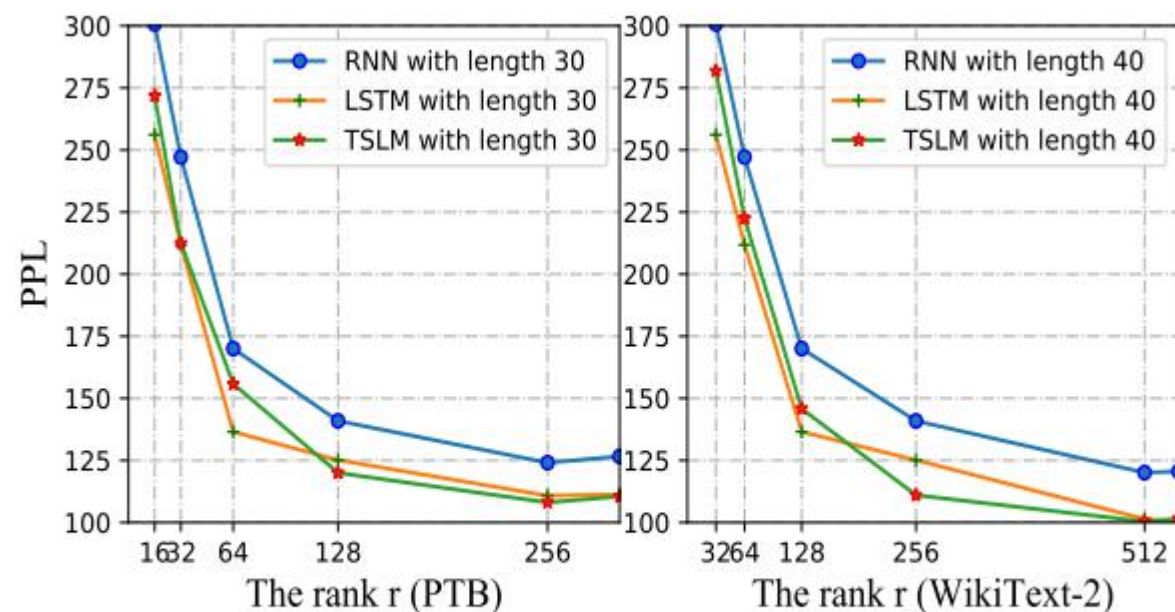 300
275
250
225
200
175
150
125
100
PPL
RNN with length 30
LSTM with length 30
TSLM with length 30
16 32 64 128 256
The rank r (PTB)
300
275
250
225
200
175
150
125
100
RNN with length 40
LSTM with length 40
TSLM with length 40
32 64 128 256 512
The rank r (WikiText-2)